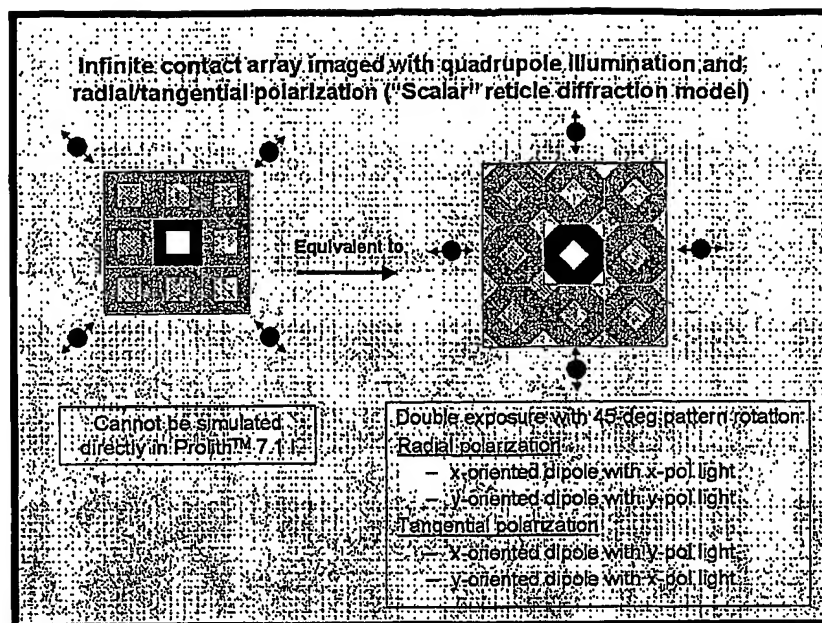 Infinite contact array imaged with quadrupole illumination and
radial/tangential polarization ("Scalar" reticle diffraction model)
Equivalent to
Cannot be simulated
directly in Prolith™ 7.1
Double exposure with 45-deg pattern rotation
Radial polarization
– x-oriented dipole with x-pol light
– y-oriented dipole with y-pol light
Tangential polarization
– x-oriented dipole with y-pol light
– y-oriented dipole with x-pol light